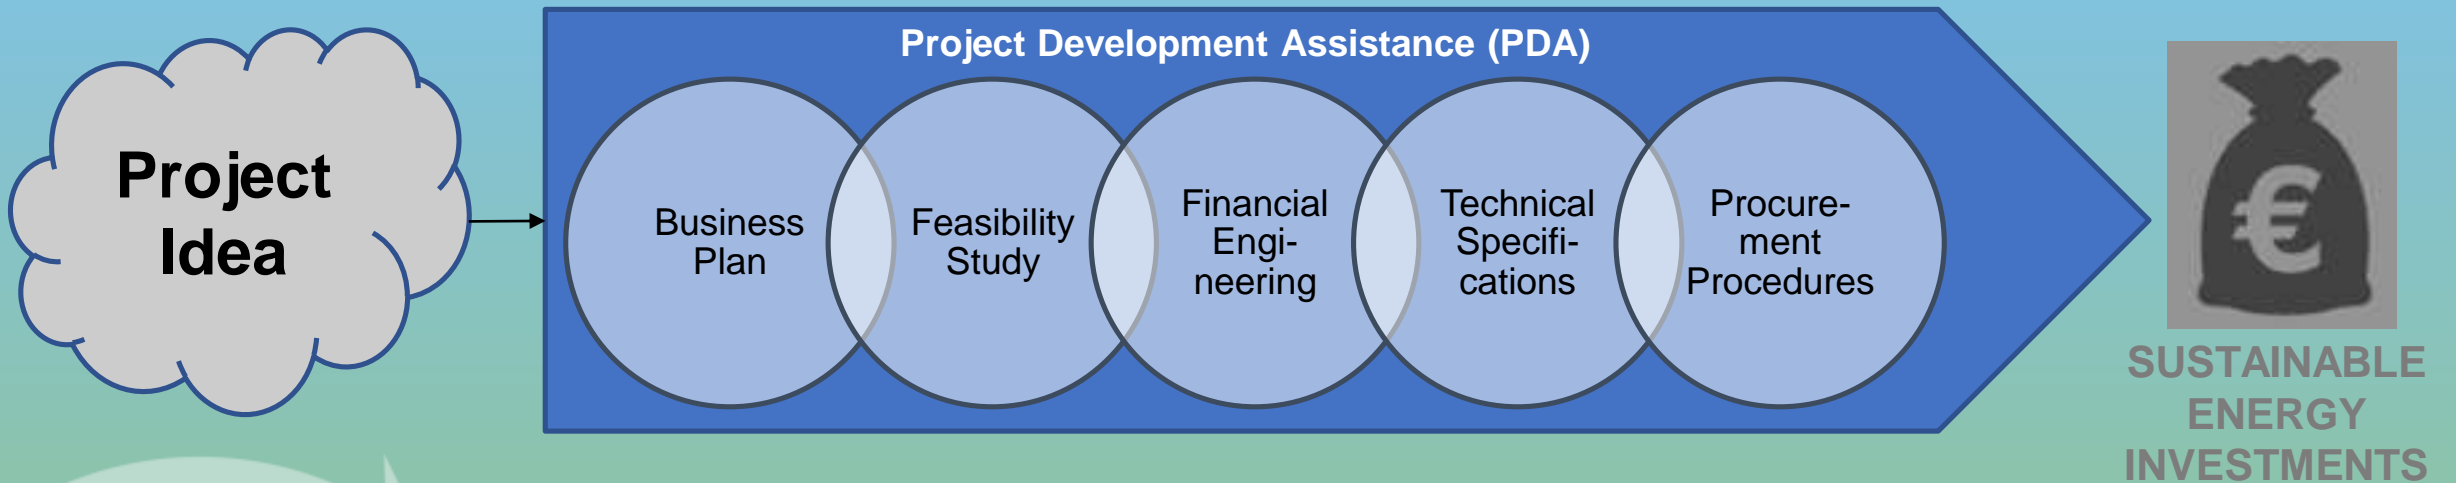 Project Development Assistance (PDA)
Project
Idea
Business
Plan
Feasibility
Study
Financial
Engi-
neering
Technical
Specifi-
cations
Procure-
ment
Procedures
€
SUSTAINABLE
ENERGY
INVESTMENTS